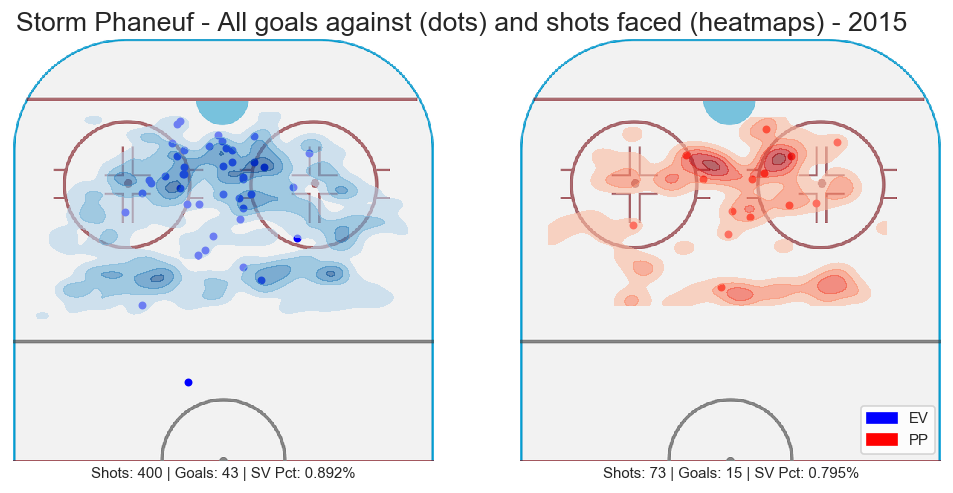 Storm Phaneuf - All goals against (dots) and shots faced (heatmaps) - 2015
EV
PP
Shots: 400 | Goals: 43 | SV Pct: 0.892%
Shots: 73 | Goals: 15 | SV Pct: 0.795%